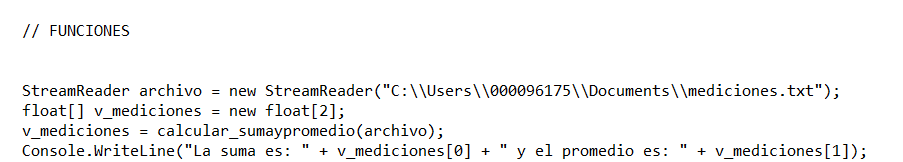 // FUNCIONES
StreamReader archivo = new StreamReader("C:\\Users\\000096175\\Documents\\mediciones.txt");
float[] v_mediciones = new float[2];
v_mediciones = calcular_sumaypromedio(archivo);
Console.WriteLine("La suma es: " + v_mediciones[0] + " y el promedio es: " + v_mediciones[1]);